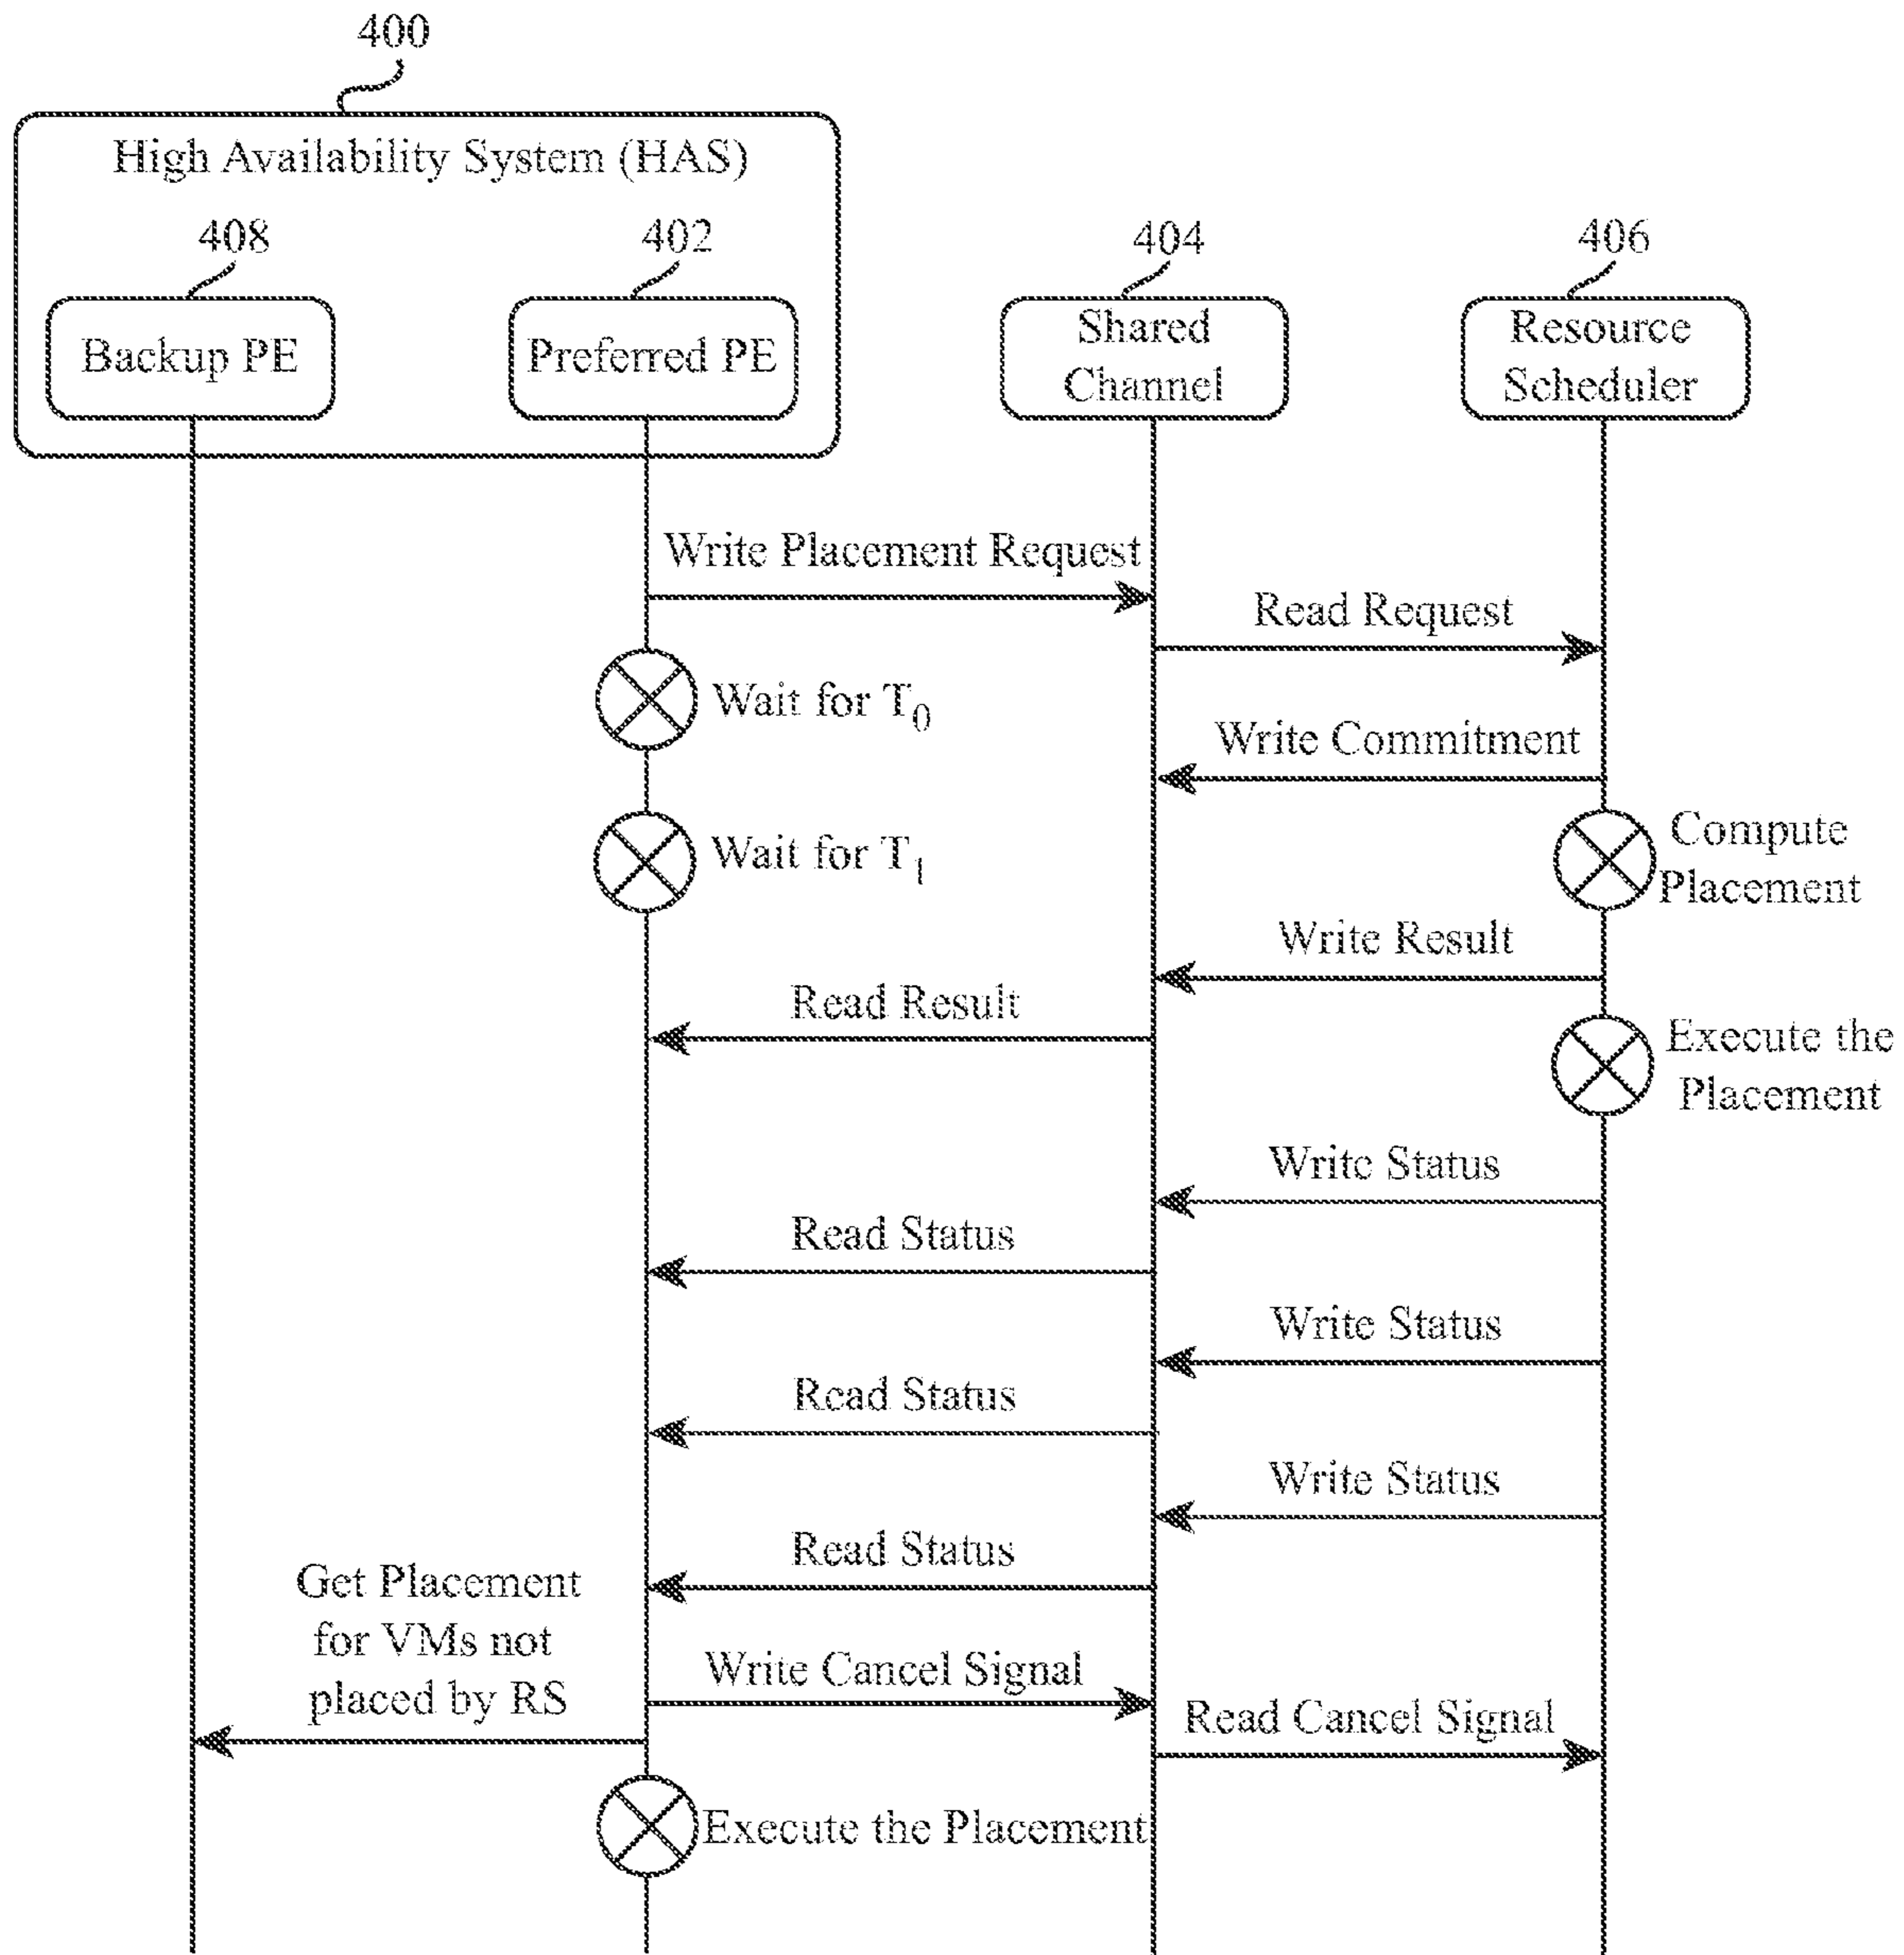 400
High Availability System (HAS)
408
402
404
406
Backup PE
Preferred PE
Shared
Channel
Resource
Scheduler
Write Placement Request
Read Request
Wait for T0
Write Commitment
Wait for T1
Compute
Placement
Write Result
Read Result
Execute the
Placement
Write Status
Read Status
Write Status
Read Status
Write Status
Read Status
Get Placement
for VMs not
placed by RS
Write Cancel Signal
Read Cancel Signal
Execute the Placement